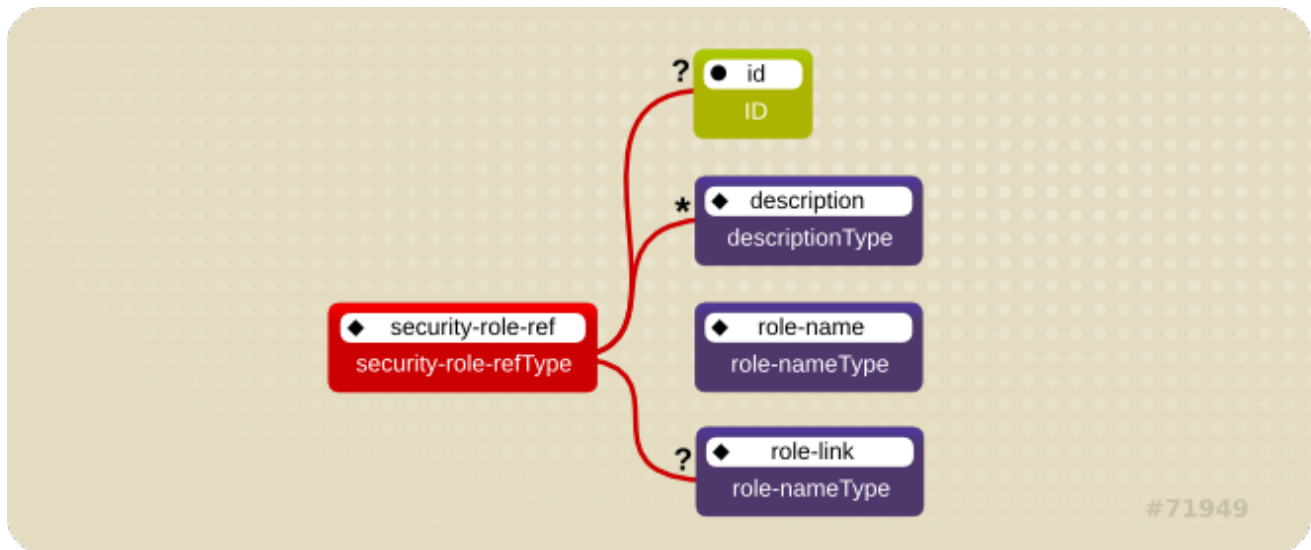 ? id
ID
* description
descriptionType
security-role-ref
security-role-refType
role-name
role-nameType
? role-link
role-nameType
#71949